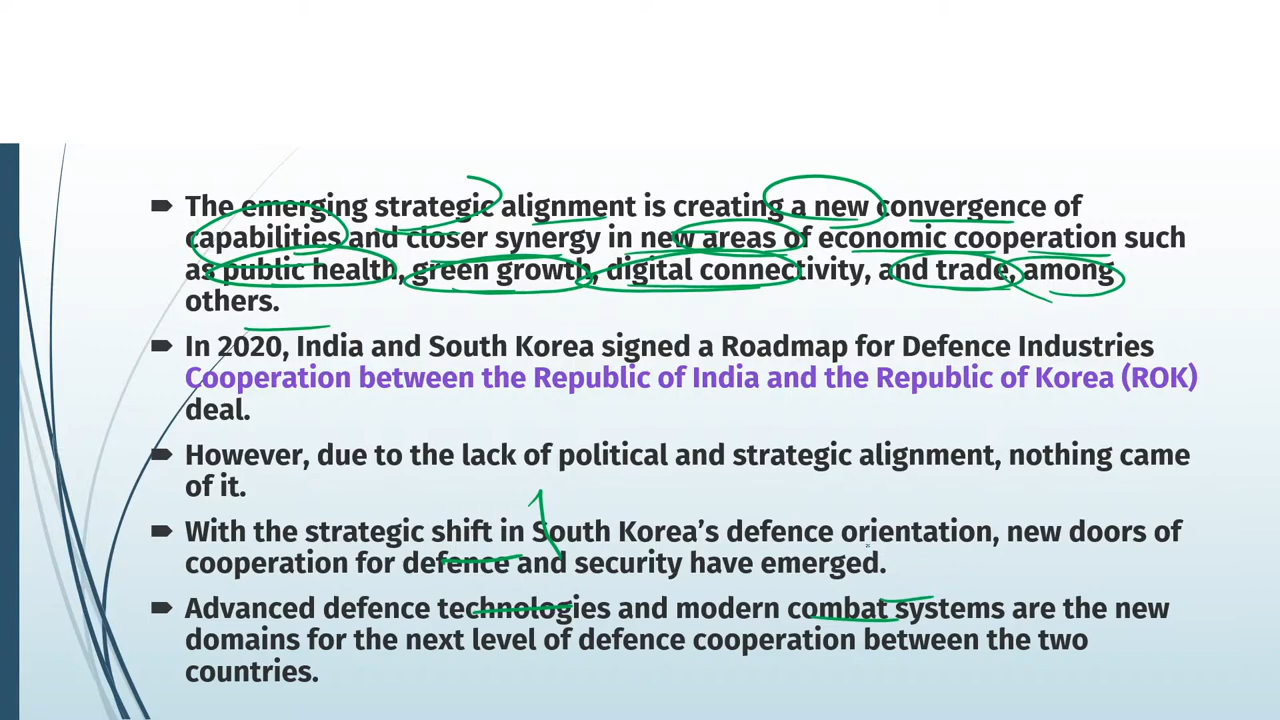 The emerging strategic alignment is creating a new convergence of
capabilities and closer synergy in new areas of economic cooperation such
as public health, green growth, digital connectivity, and trade, among
others.
In 2020, India and South Korea signed a Roadmap for Defence Industries
Cooperation between the Republic of India and the Republic of Korea (ROK)
deal.
However, due to the lack of political and strategic alignment, nothing came
of it.
With the strategic shift in South Korea’s defence orientation, new doors of
cooperation for defence and security have emerged.
Advanced defence technologies and modern combat systems are the new
domains for the next level of defence cooperation between the two
countries.